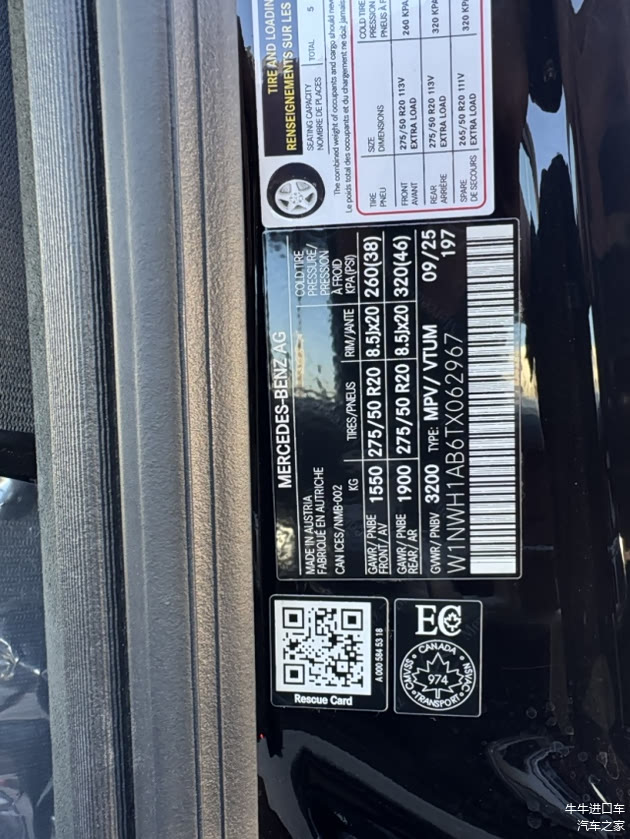 TIRE AND LOADIN
RENSEIGNEMENTS SUR LES
SEATING CAPACITY
NOMBRE DE PLACES
TOTAL 5
The combined weight of occupants and cargo should neve
Le poids total des occupants et du chargement ne doit jamais
TIRE
PNEU
SIZE
DIMENSIONS
COLD TIRE
PRESSION
PNEUS À F
FRONT
AVANT
275/50 R20 113V
EXTRA LOAD
260 KPA
REAR
ARRIÈRE
275/50 R20 113V
EXTRA LOAD
320 KPA
SPARE
DE SECOURS
265/50 R20 111V
EXTRA LOAD
320 KP
MERCEDES-BENZ AG
MADE IN AUSTRIA
FABRIQUÉ EN AUTRICHE
CAN ICES/NMB-002
COLD TIRE
PRESSURE/
PRESSION
À FROID
KPA(PSI)
KG TIRES/PNEUS RIM/JANTE
GAWR/PNBE
FRONT/AV 1550 275/50 R20 8.5Jx20 260(38)
GAWR/PNBE
REAR/AR 1900 275/50 R20 8.5Jx20 320(46)
GVWR/PNBV 3200 TYPE: MPV/VTUM 09/25
197
W1NWH1AB6TX062967
Rescue Card
A 000 584 53 18
EC
CANADA
CMVSS
NSVAC
974
TRANSPORT
牛牛进口车
汽车之家